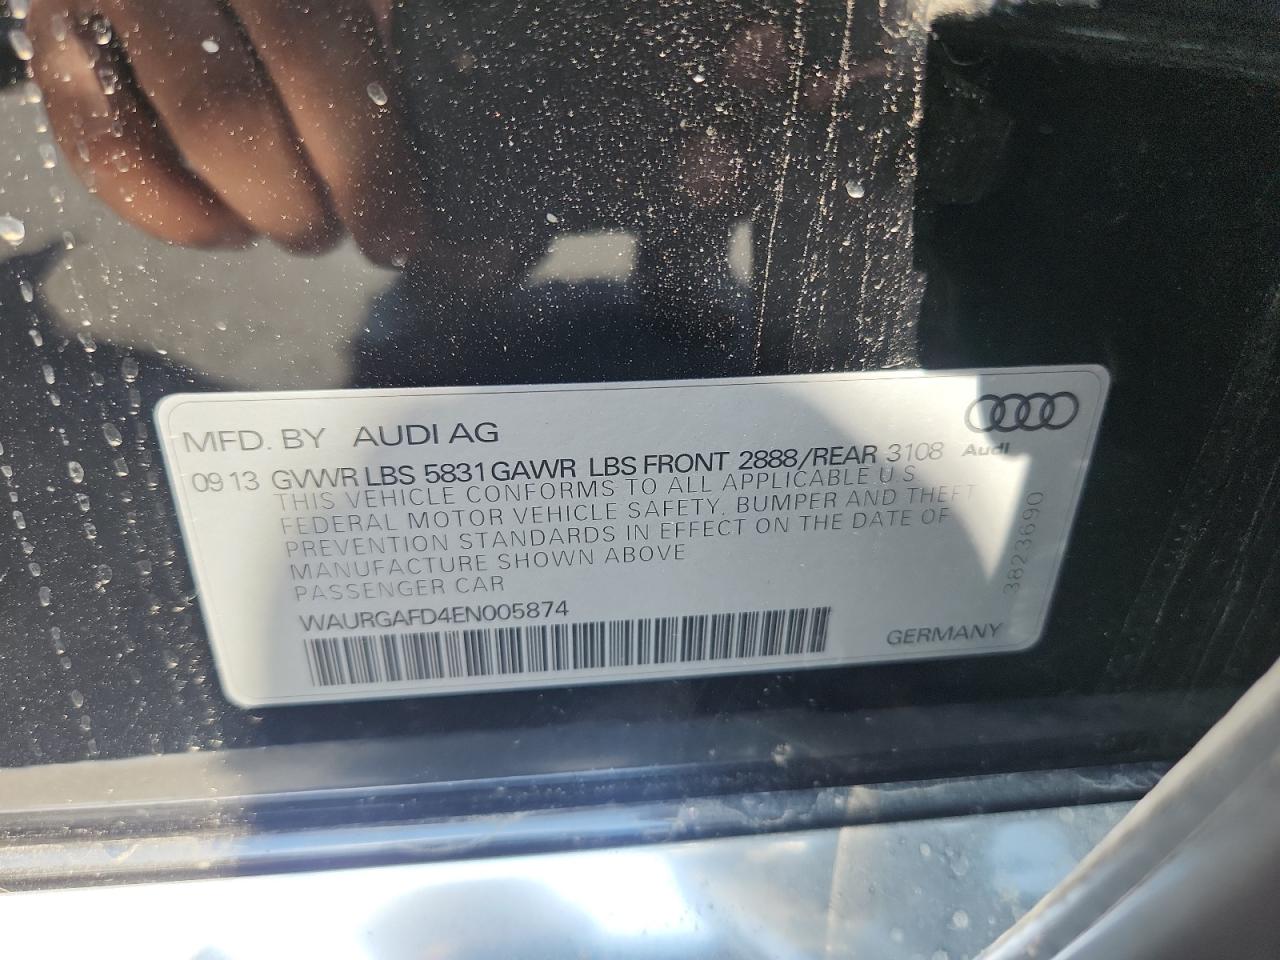 MFD. BY AUDI AG
Audi
09 13 GVWR LBS 5831 GAWR LBS FRONT 2888/REAR 3108
THIS VEHICLE CONFORMS TO ALL APPLICABLE U.S
FEDERAL MOTOR VEHICLE SAFETY, BUMPER AND THEFT
PREVENTION STANDARDS IN EFFECT ON THE DATE OF
MANUFACTURE SHOWN ABOVE
PASSENGER CAR
WAURGAFD4EN005874
GERMANY
3823690